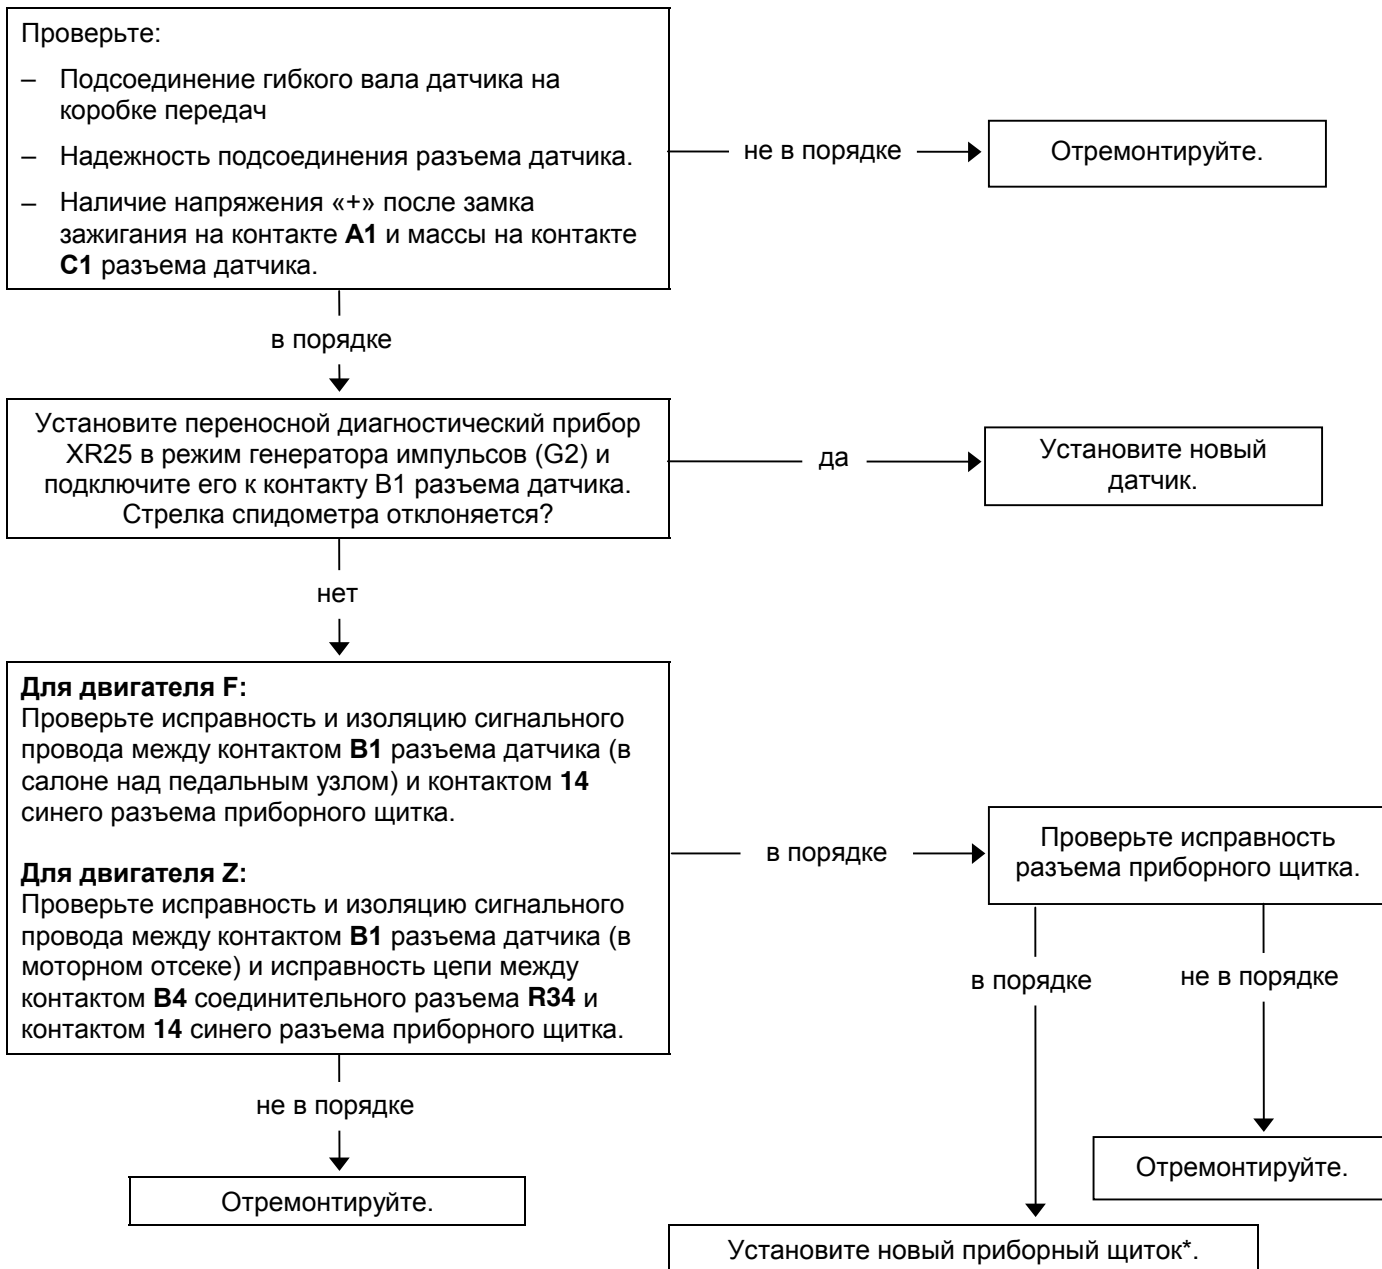 Проверьте:
– Подсоединение гибкого вала датчика на
коробке передач
– Надежность подсоединения разъема датчика.
– Наличие напряжения «+» после замка
зажигания на контакте A1 и массы на контакте
C1 разъема датчика.
не в порядке
Отремонтируйте.
в порядке
Установите переносной диагностический прибор
XR25 в режим генератора импульсов (G2) и
подключите его к контакту B1 разъема датчика.
Стрелка спидометра отклоняется?
да
Установите новый
датчик.
нет
Для двигателя F:
Проверьте исправность и изоляцию сигнального
провода между контактом B1 разъема датчика (в
салоне над педальным узлом) и контактом 14
синего разъема приборного щитка.
Для двигателя Z:
Проверьте исправность и изоляцию сигнального
провода между контактом B1 разъема датчика (в
моторном отсеке) и исправность цепи между
контактом B4 соединительного разъема R34 и
контактом 14 синего разъема приборного щитка.
в порядке
Проверьте исправность
разъема приборного щитка.
в порядке
не в порядке
не в порядке
Отремонтируйте.
Отремонтируйте.
Установите новый приборный щиток*.